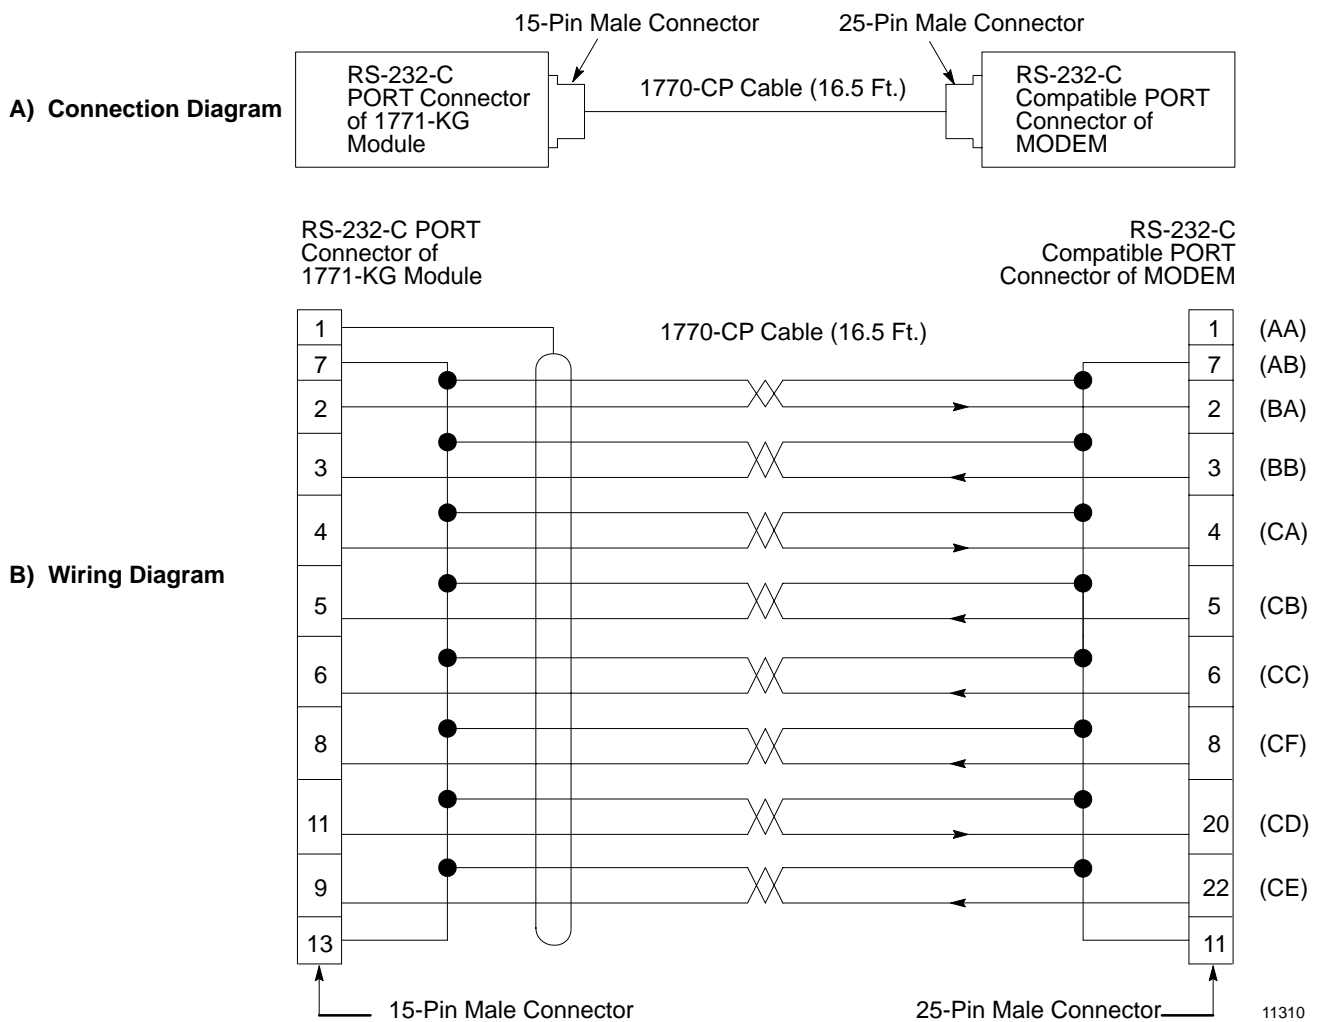 15-Pin Male Connector
25-Pin Male Connector
A) Connection Diagram
RS-232-C
PORT Connector
of 1771-KG
Module
1770-CP Cable (16.5 Ft.)
RS-232-C
Compatible PORT
Connector of
MODEM
RS-232-C PORT
Connector of
1771-KG Module
RS-232-C
Compatible PORT
Connector of MODEM
1 1770-CP Cable (16.5 Ft.) 1 (AA)
7 7 (AB)
2 2 (BA)
3 3 (BB)
4 4 (CA)
B) Wiring Diagram
5 5 (CB)
6 6 (CC)
8 8 (CF)
11 20 (CD)
9 22 (CE)
13 11
15-Pin Male Connector
25-Pin Male Connector
11310